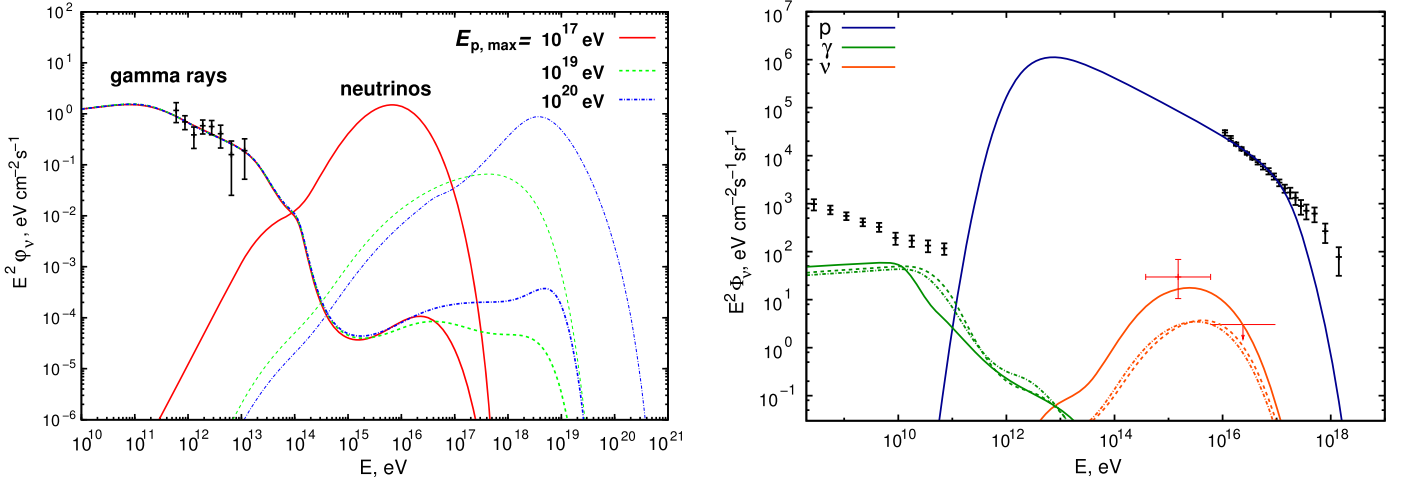 10^2
10^1
10^0
10^-1
10^-2
10^-3
10^-4
10^-5
10^-6
E^2 φ_ν, eV cm^-2 s^-1
E_p, max = 10^17 eV
10^19 eV
10^20 eV
gamma rays
neutrinos
10^10 10^11 10^12 10^13 10^14 10^15 10^16 10^17 10^18 10^19 10^20 10^21
E, eV
10^7
10^6
10^5
10^4
10^3
10^2
10^1
10^0
10^-1
E^2 Φ_ν, eV cm^-2 s^-1 sr^-1
p
γ
ν
10^10 10^12 10^14 10^16 10^18
E, eV